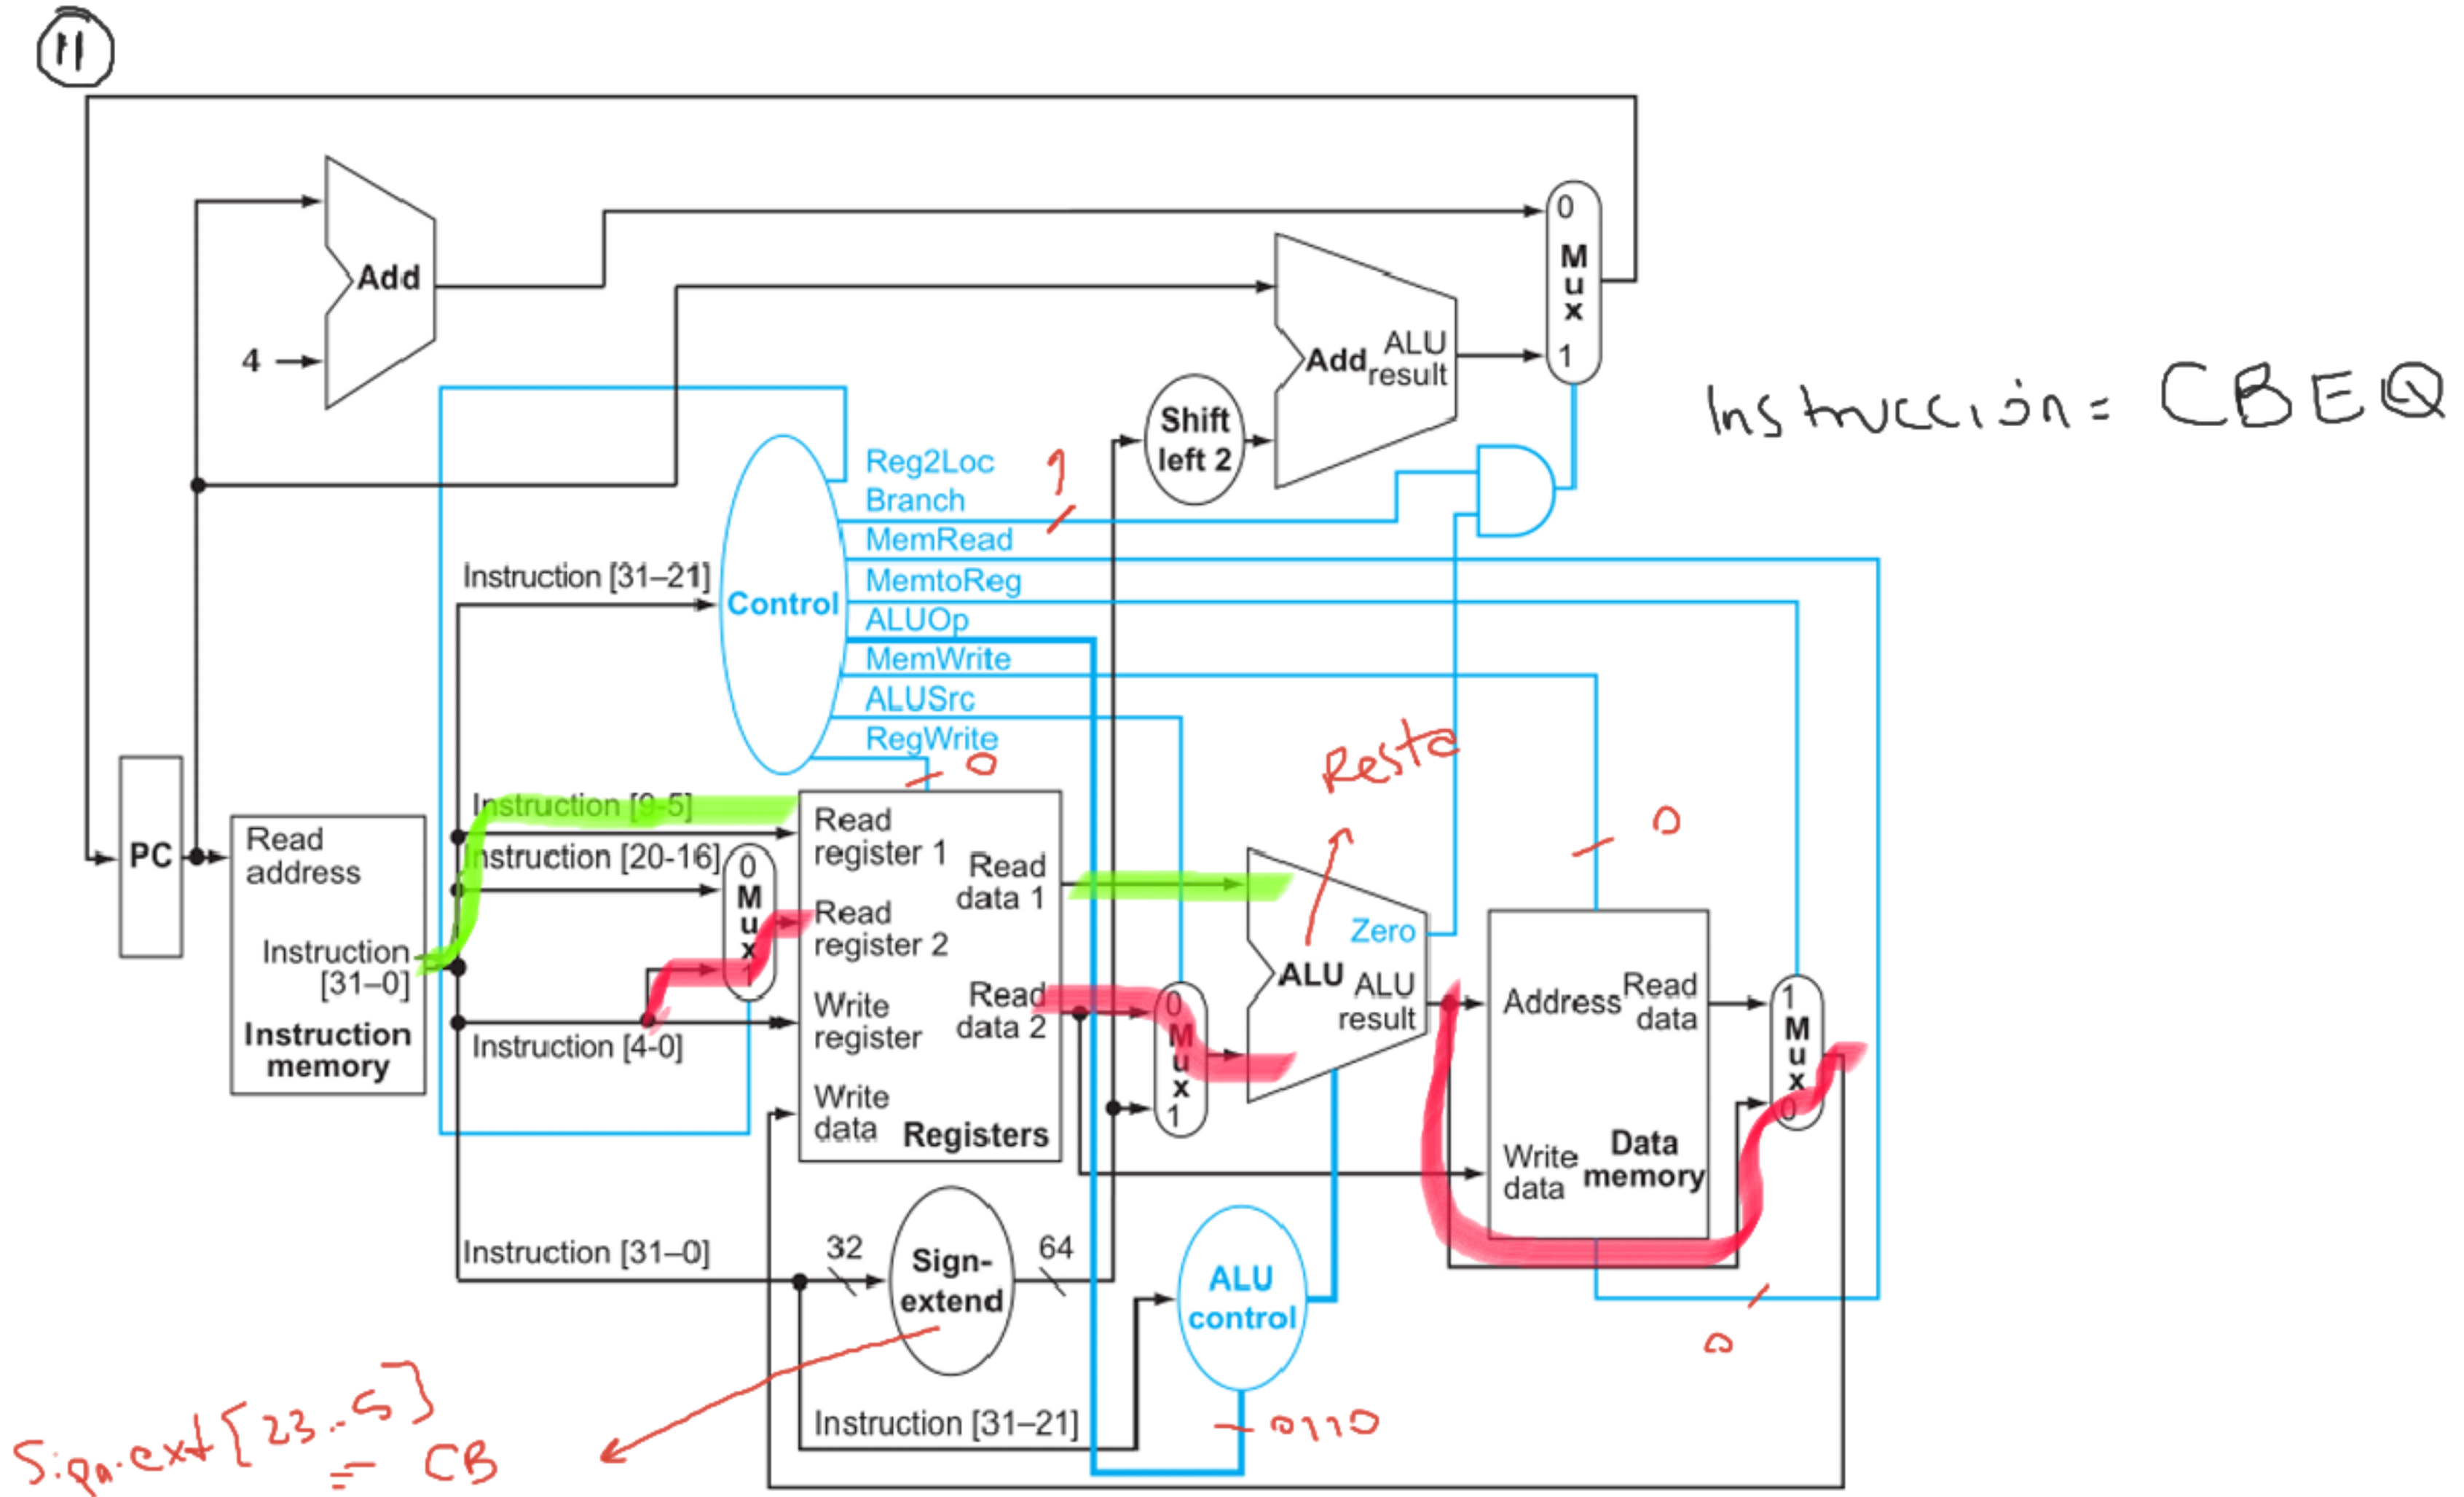 11
Add
4
0
Mux
1
Add ALU result
Shift left 2
Instrucción= CBEQ
Reg2Loc
1
Branch
MemRead
MemtoReg
ALUOp
MemWrite
ALUSrc
RegWrite
0
Control
Instruction [31–21]
Resta
0
PC
Read address
Instruction [31–0]
Instruction memory
Instruction [9-5]
Instruction [20-16]
Instruction [4-0]
0
Mux
1
Read register 1
Read register 2
Write register
Write data
Read data 1
Read data 2
Registers
0
Mux
1
Zero
ALU
ALU result
Address
Read data
Write data
Data memory
1
Mux
0
0
Instruction [31–0]
32
Sign-extend
64
ALU control
Instruction [31–21]
0110
Sign.ext[23..5]
= CB